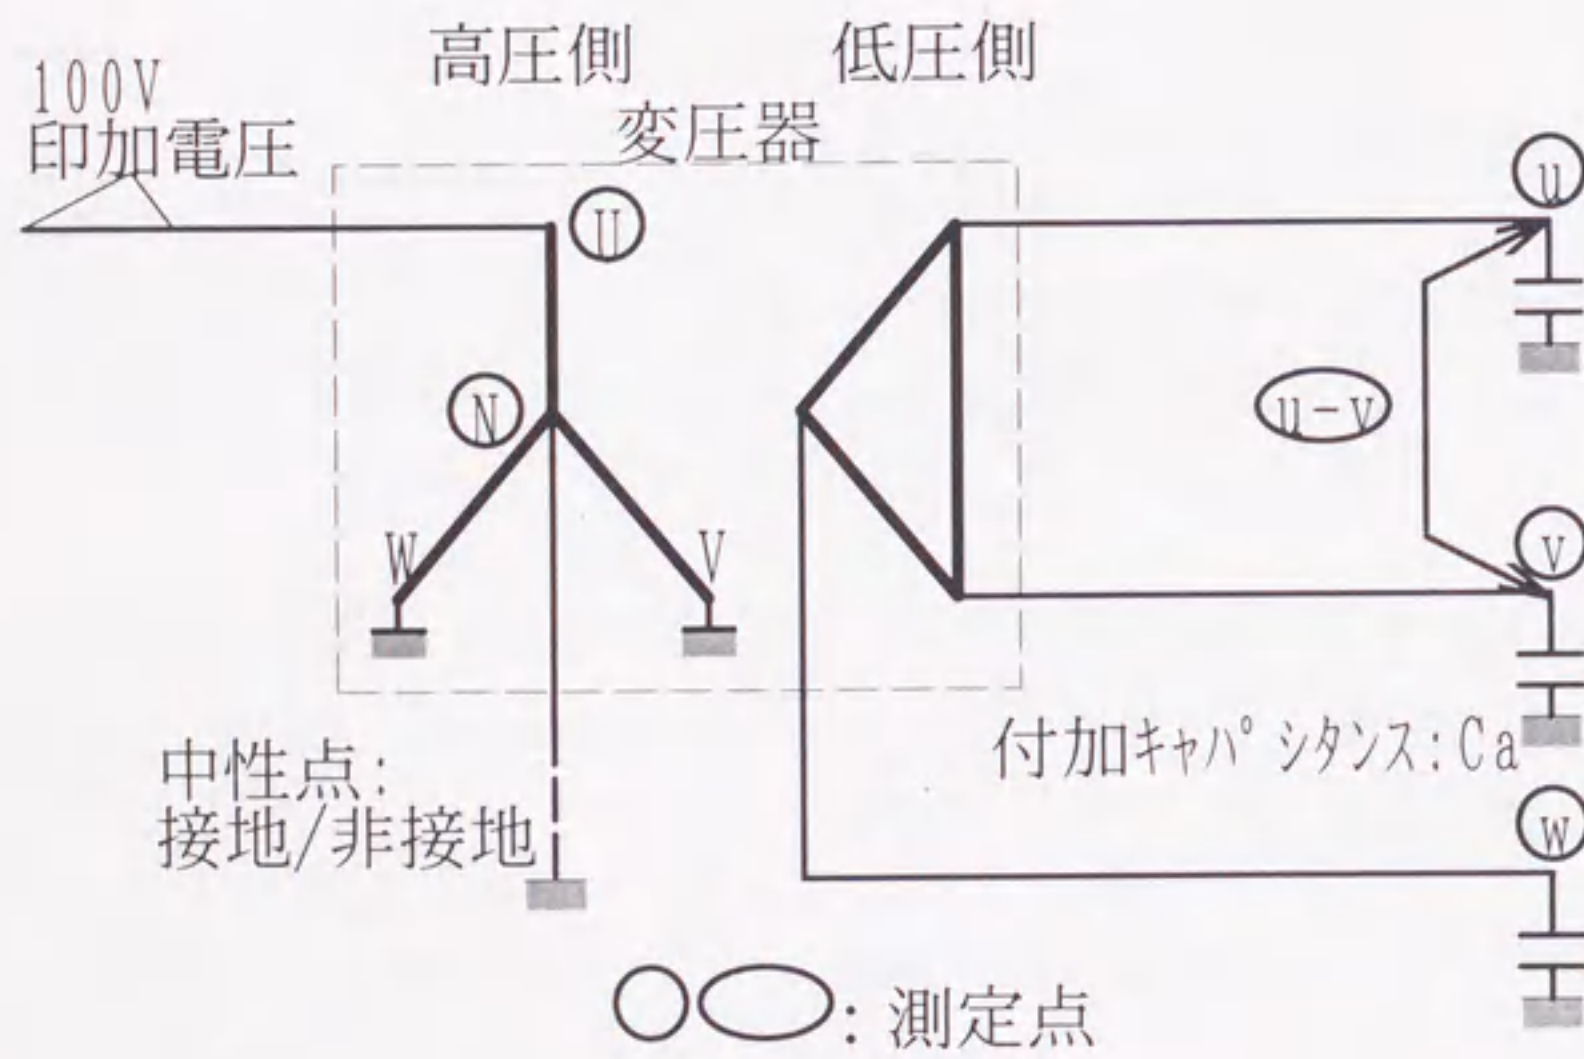 高圧側
低圧側
100V
印加電圧
変圧器
U
u
N
u-v
W
V
v
中性点:
接地/非接地
付加キャパシタンス:Ca
w
:測定点